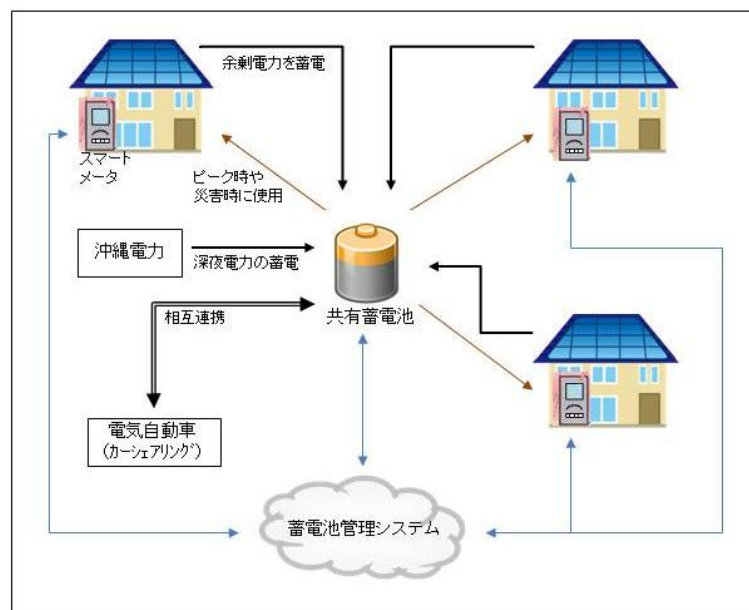 余剰電力を蓄電
スマート
メータ
ピーク時や
災害時に使用
沖縄電力
深夜電力の蓄電
共有蓄電池
相互連携
電気自動車
(カーシェアリング)
蓄電池管理システム